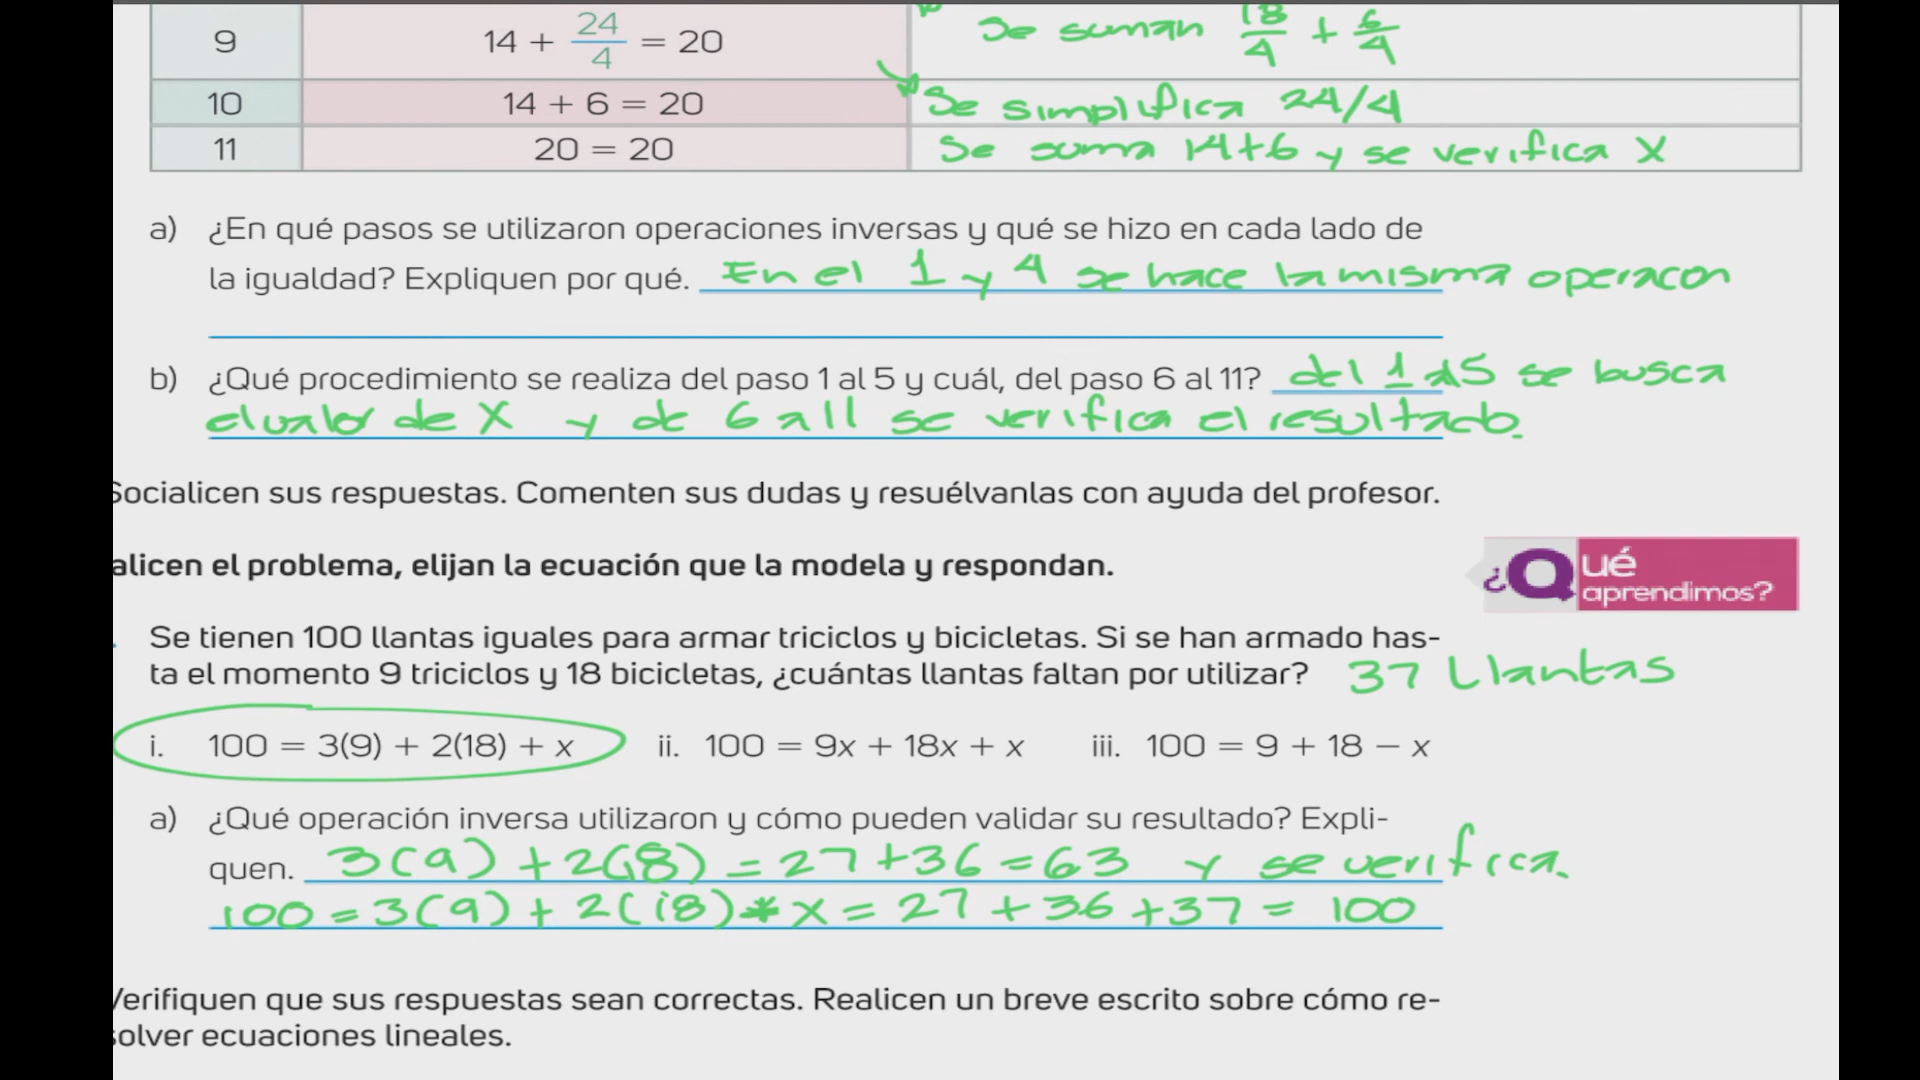 9 14 + 24/4 = 20 Se suman 18/4 + 6/4
10 14 + 6 = 20 Se simplifica 24/4
11 20 = 20 Se suma 14+6 y se verifica X
a) ¿En qué pasos se utilizaron operaciones inversas y qué se hizo en cada lado de
la igualdad? Expliquen por qué. En el 1 y 4 se hace la misma operacon
b) ¿Qué procedimiento se realiza del paso 1 al 5 y cuál, del paso 6 al 11? del 1 al 5 se busca
el valor de X y de 6 a 11 se verifica el resultado.
Socialicen sus respuestas. Comenten sus dudas y resuélvanlas con ayuda del profesor.
alicen el problema, elijan la ecuación que la modela y respondan.
¿Qué
aprendimos?
Se tienen 100 llantas iguales para armar triciclos y bicicletas. Si se han armado has-
ta el momento 9 triciclos y 18 bicicletas, ¿cuántas llantas faltan por utilizar? 37 Llantas
i. 100 = 3(9) + 2(18) + x ii. 100 = 9x + 18x + x iii. 100 = 9 + 18 − x
a) ¿Qué operación inversa utilizaron y cómo pueden validar su resultado? Expli-
quen. 3(9) + 2(18) = 27 + 36 = 63 y se verifica.
100 = 3(9) + 2(18) * x = 27 + 36 + 37 = 100
Verifiquen que sus respuestas sean correctas. Realicen un breve escrito sobre cómo re-
solver ecuaciones lineales.